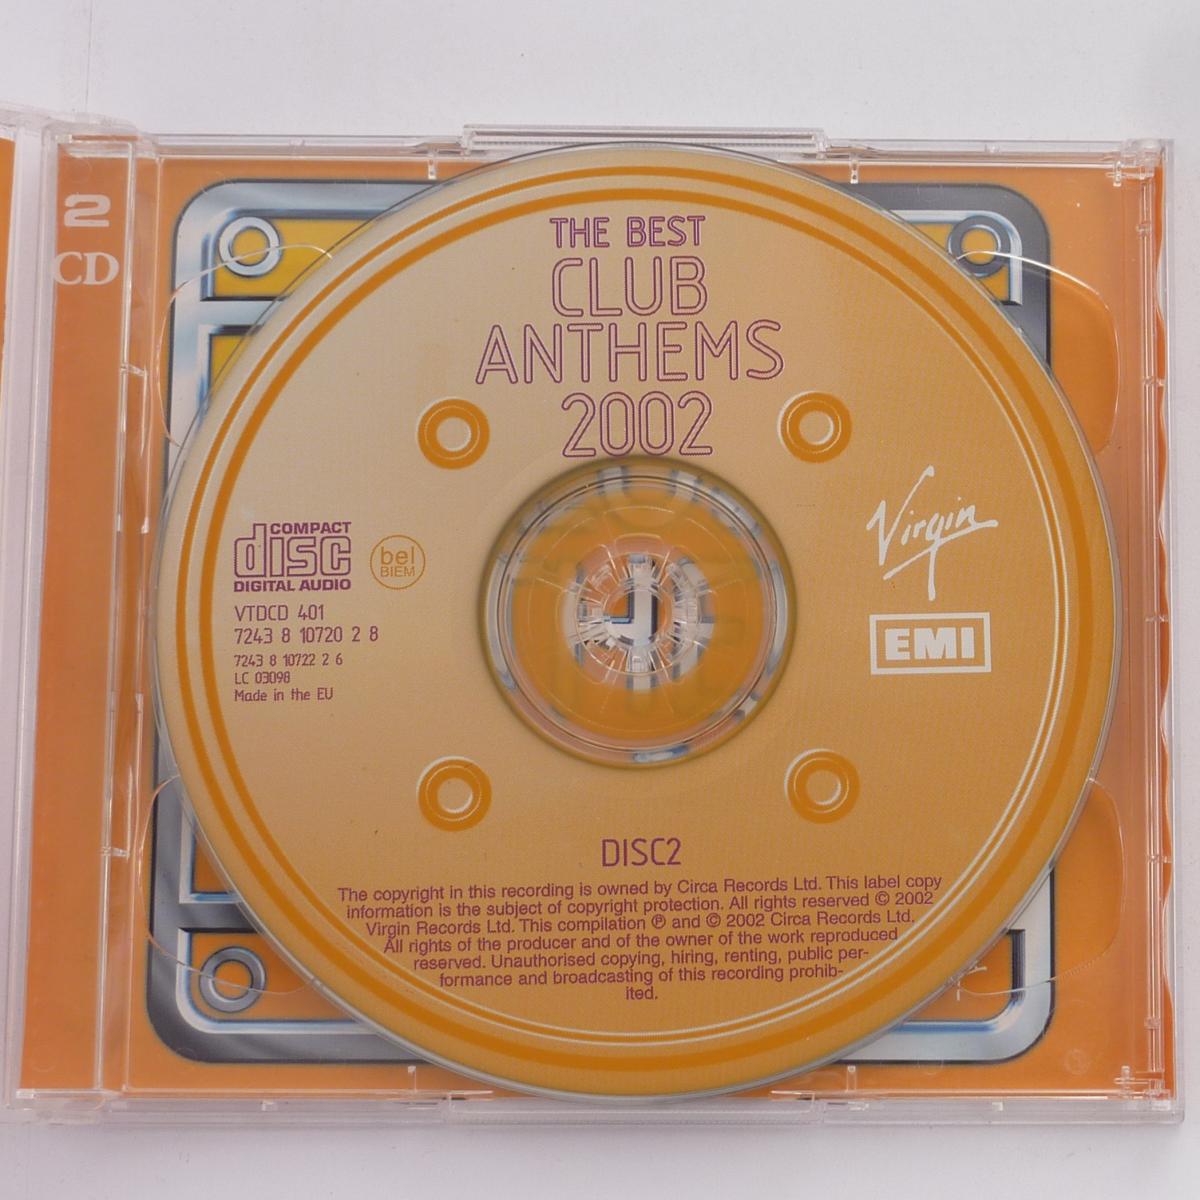 2
CD
THE BEST
CLUB
ANTHEMS
2002
COMPACT
disc
DIGITAL AUDIO
bel
BIEM
VTDCD 401
7243 8 10720 2 8
7243 8 10722 2 6
LC 03098
Made in the EU
Virgin
EMI
DISC2
The copyright in this recording is owned by Circa Records Ltd. This label copy
information is the subject of copyright protection. All rights reserved © 2002
Virgin Records Ltd. This compilation ℗ and © 2002 Circa Records Ltd.
All rights of the producer and of the owner of the work reproduced
reserved. Unauthorised copying, hiring, renting, public per-
formance and broadcasting of this recording prohib-
ited.